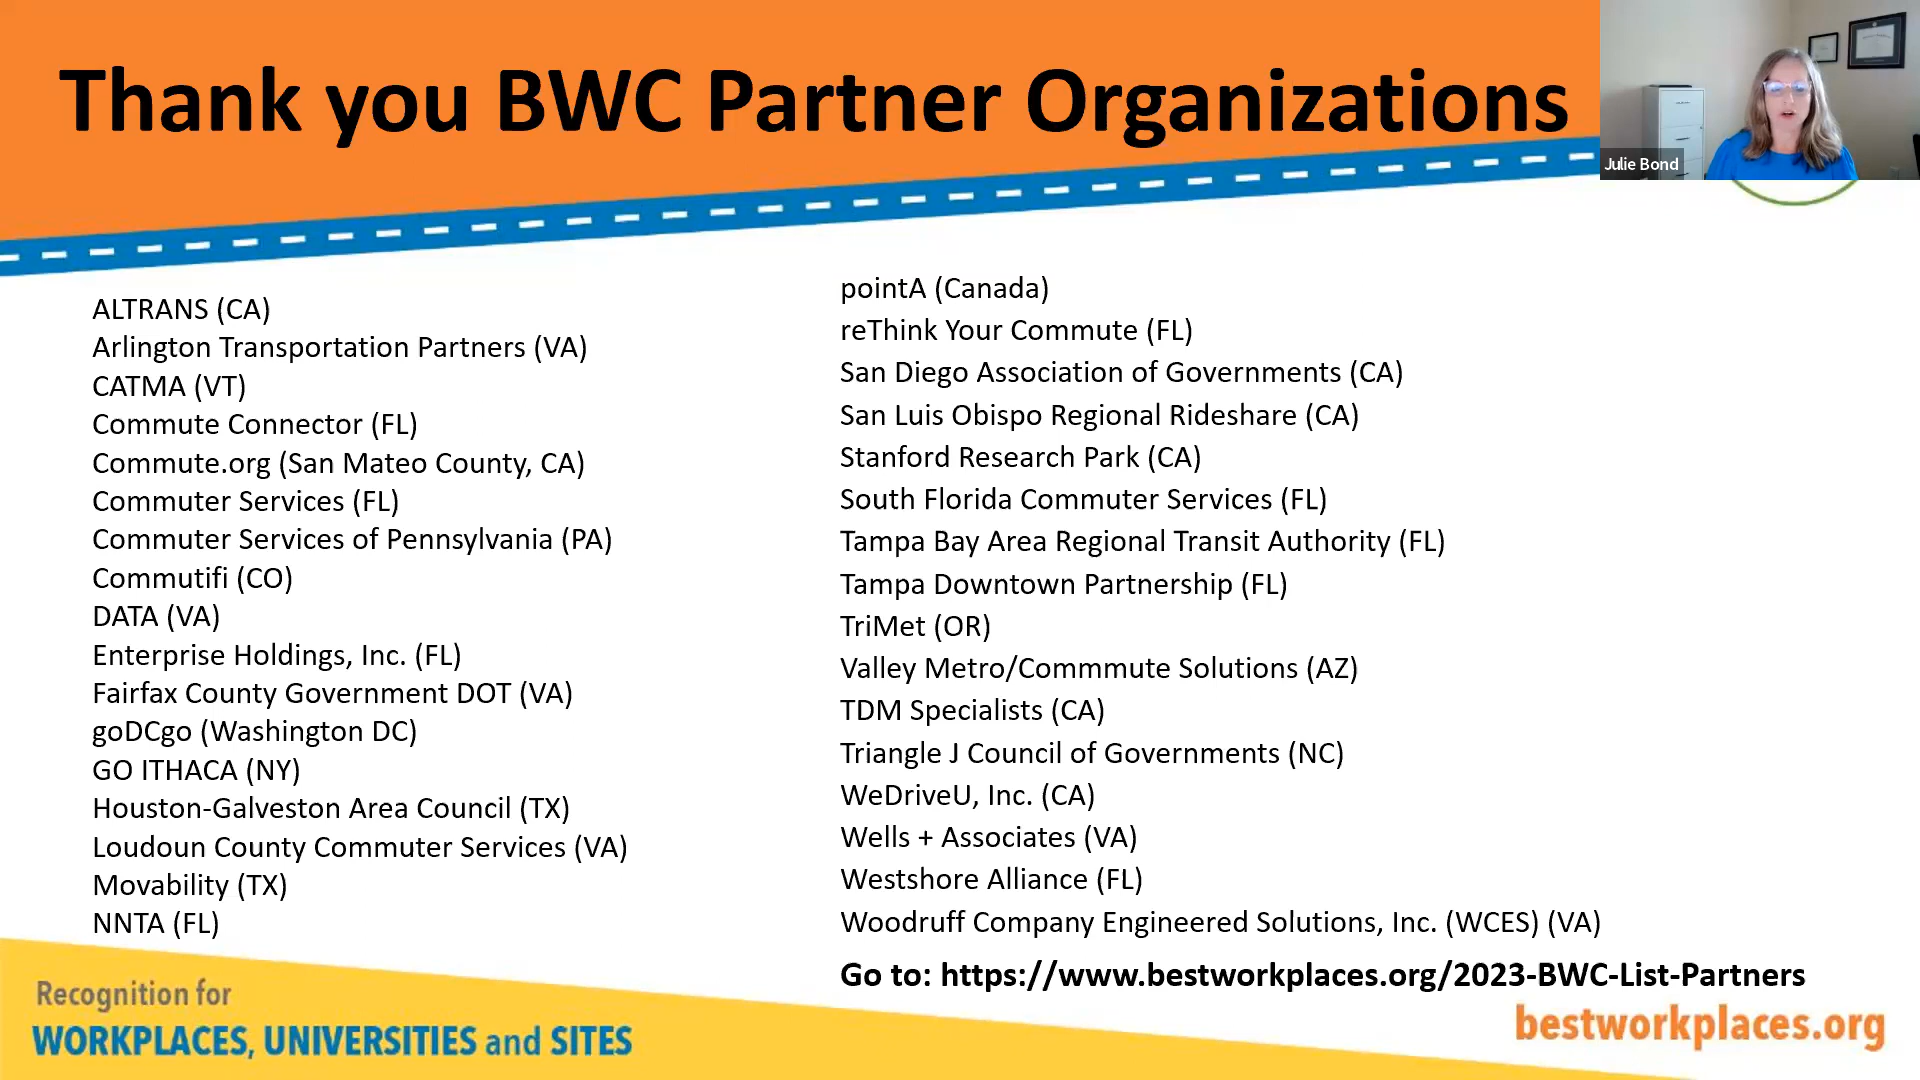 Thank you BWC Partner Organizations
Julie Bond
ALTRANS (CA)
Arlington Transportation Partners (VA)
CATMA (VT)
Commute Connector (FL)
Commute.org (San Mateo County, CA)
Commuter Services (FL)
Commuter Services of Pennsylvania (PA)
Commutifi (CO)
DATA (VA)
Enterprise Holdings, Inc. (FL)
Fairfax County Government DOT (VA)
goDCgo (Washington DC)
GO ITHACA (NY)
Houston-Galveston Area Council (TX)
Loudoun County Commuter Services (VA)
Movability (TX)
NNTA (FL)
pointA (Canada)
reThink Your Commute (FL)
San Diego Association of Governments (CA)
San Luis Obispo Regional Rideshare (CA)
Stanford Research Park (CA)
South Florida Commuter Services (FL)
Tampa Bay Area Regional Transit Authority (FL)
Tampa Downtown Partnership (FL)
TriMet (OR)
Valley Metro/Commmute Solutions (AZ)
TDM Specialists (CA)
Triangle J Council of Governments (NC)
WeDriveU, Inc. (CA)
Wells + Associates (VA)
Westshore Alliance (FL)
Woodruff Company Engineered Solutions, Inc. (WCES) (VA)
Go to: https://www.bestworkplaces.org/2023-BWC-List-Partners
Recognition for
WORKPLACES, UNIVERSITIES and SITES
bestworkplaces.org